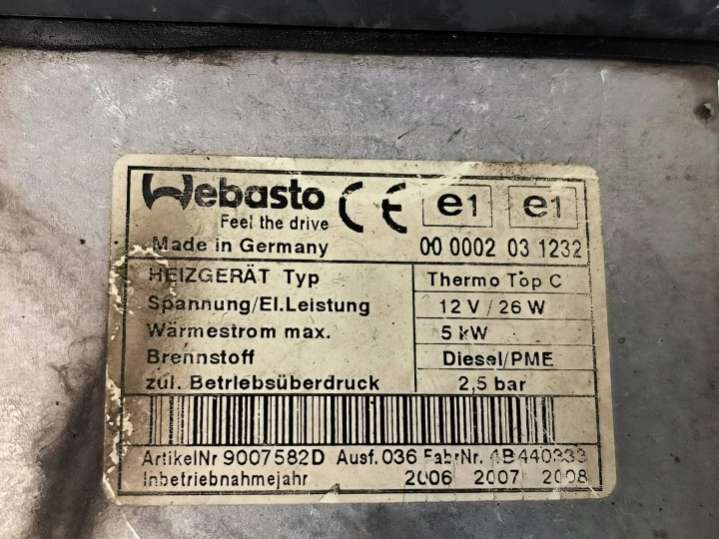 Webasto CE e1 e1
Feel the drive
Made in Germany 00 0002 03 1232
HEIZGERÄT Typ Thermo Top C
Spannung/El.Leistung 12 V / 26 W
Wärmestrom max. 5 kW
Brennstoff Diesel/PME
zul. Betriebsüberdruck 2,5 bar
ArtikelNr 9007582D Ausf. 036 FabrNr.
Inbetriebnahmejahr 2006 2007 2008